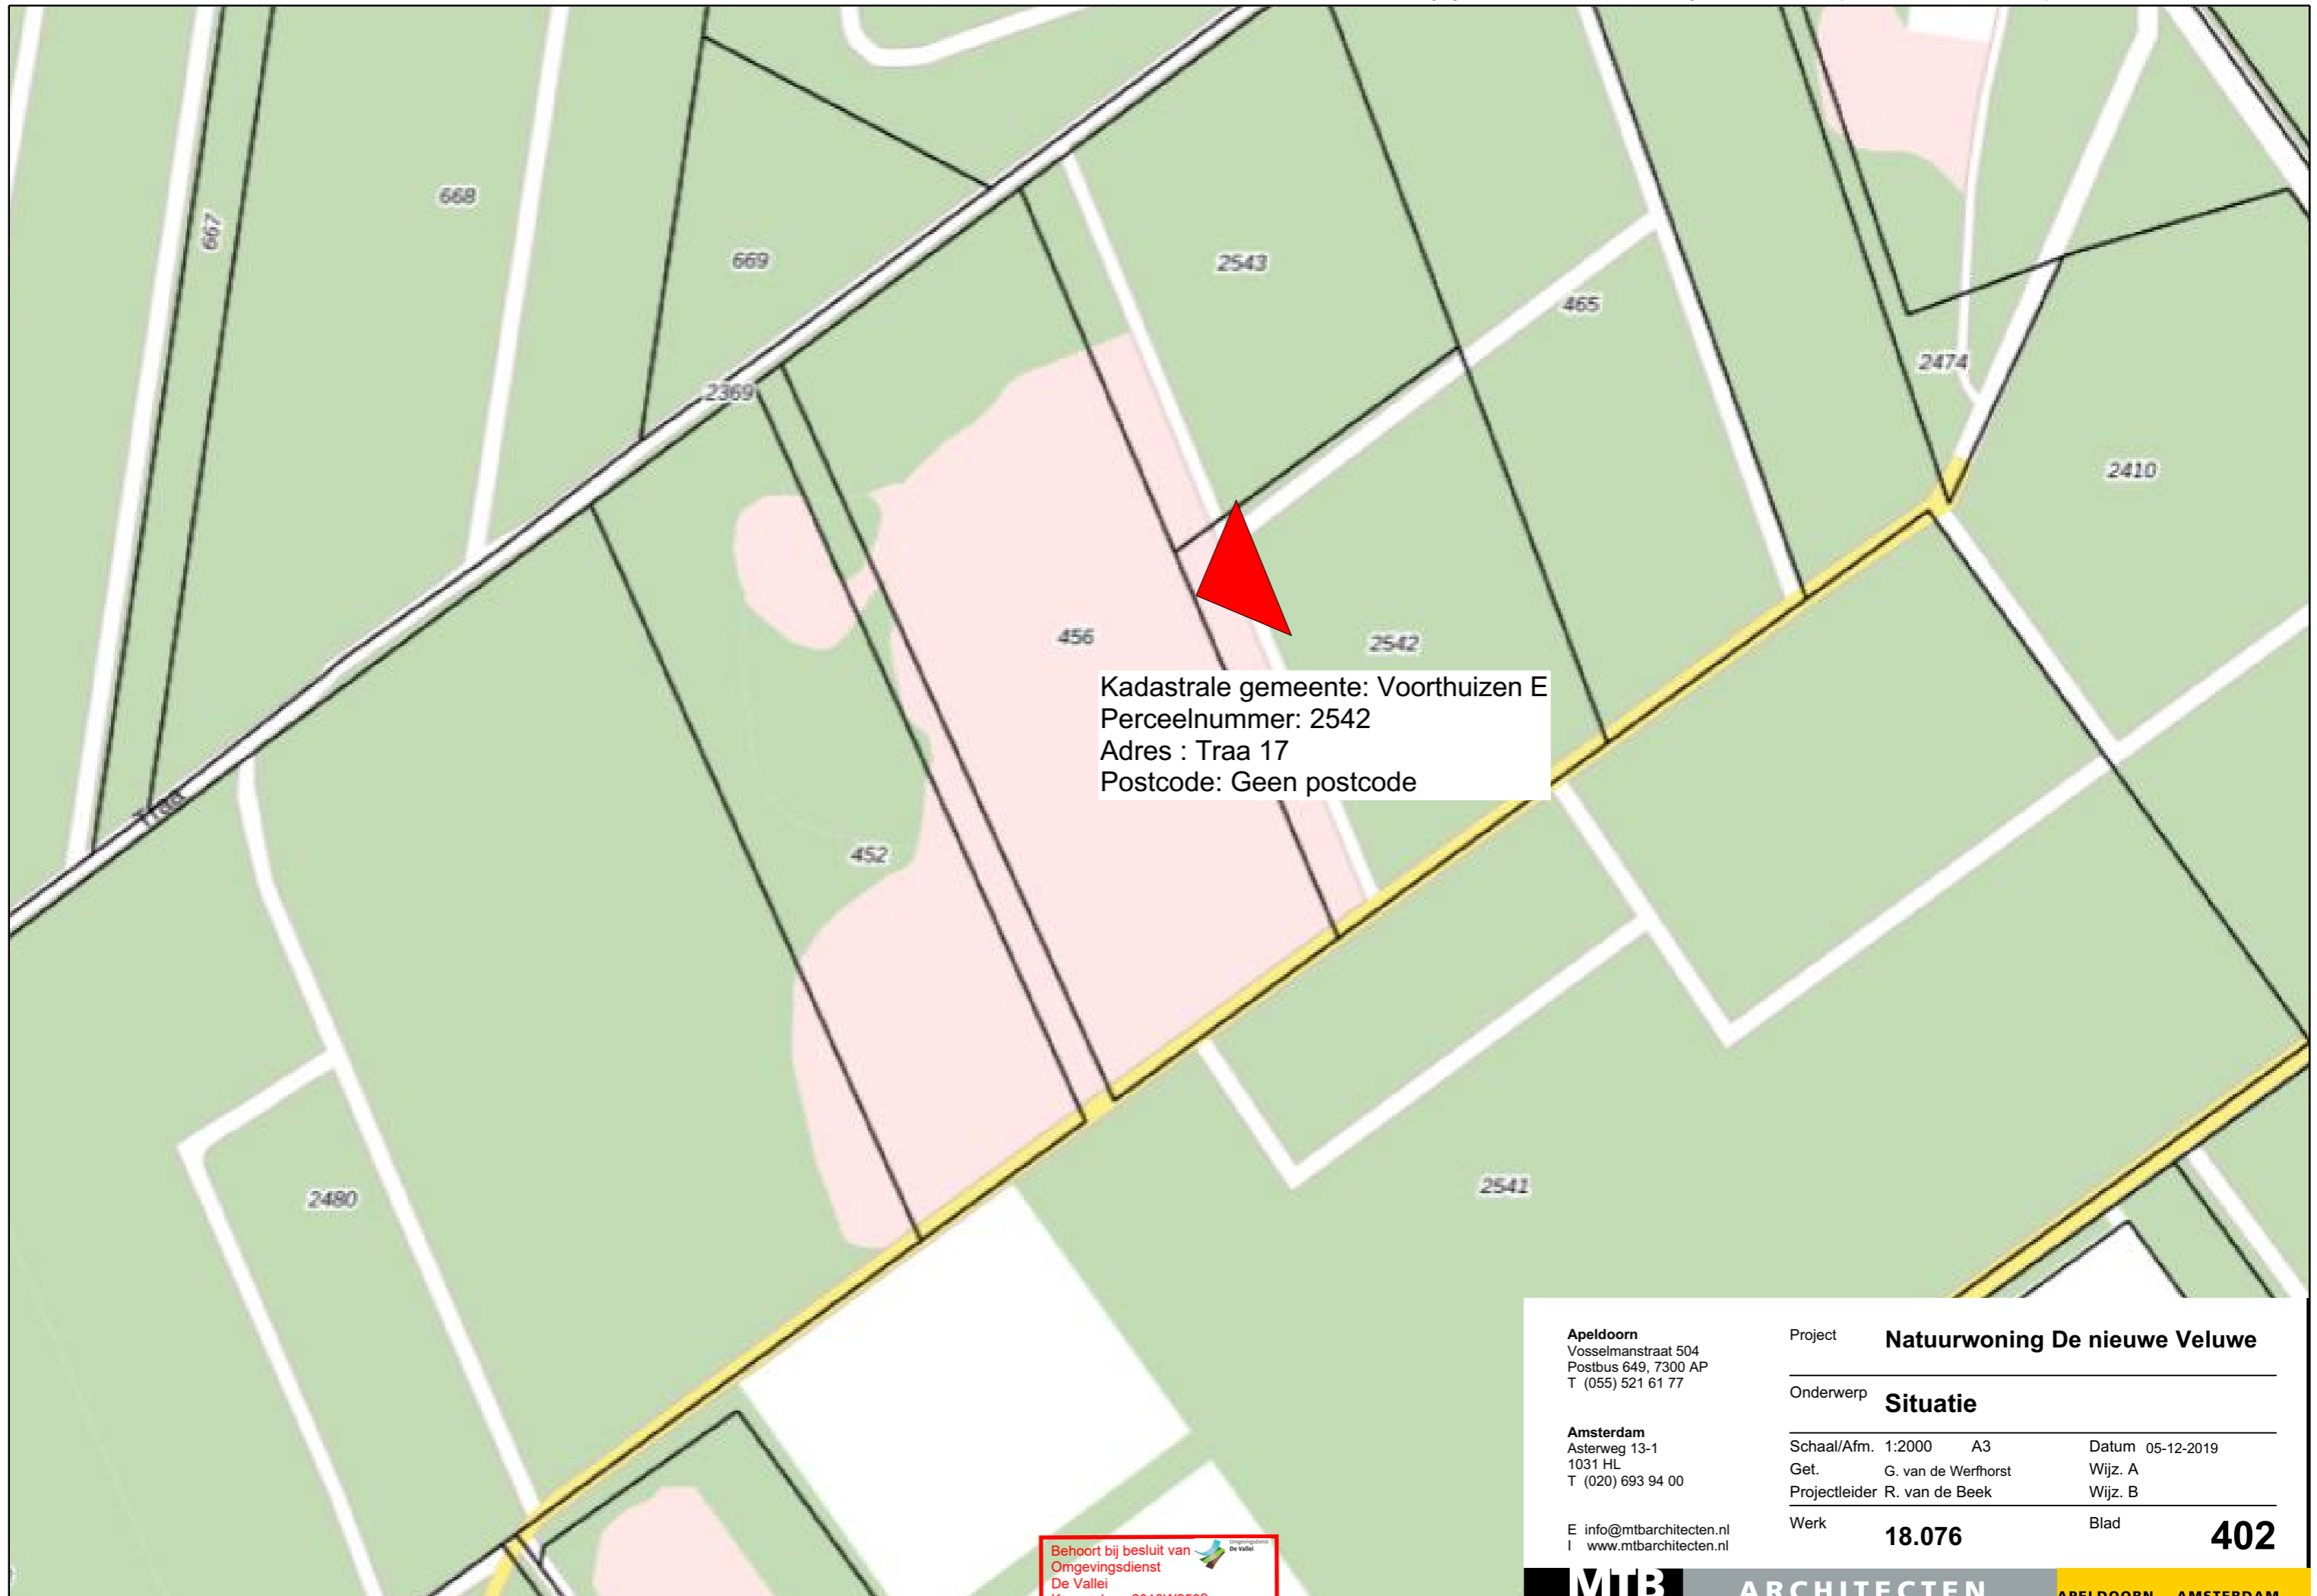 667
668
669
2543
465
2369
2474
2410
456
2542
Kadastrale gemeente: Voorthuizen E
Perceelnummer: 2542
Adres : Traa 17
Postcode: Geen postcode
Traa
452
2480
2541
Apeldoorn
Vosselmanstraat 504
Postbus 649, 7300 AP
T (055) 521 61 77
Amsterdam
Asterweg 13-1
1031 HL
T (020) 693 94 00
E info@mtbarchitecten.nl
I www.mtbarchitecten.nl
Project Natuurwoning De nieuwe Veluwe
Onderwerp Situatie
Schaal/Afm. 1:2000 A3 Datum 05-12-2019
Get. G. van de Werfhorst Wijz. A
Projectleider R. van de Beek Wijz. B
Werk 18.076 Blad 402
Behoort bij besluit van
Omgevingsdienst
De Vallei
Omgevingsdienst
De Vallei
MTB ARCHITECTEN APELDOORN AMSTERDAM